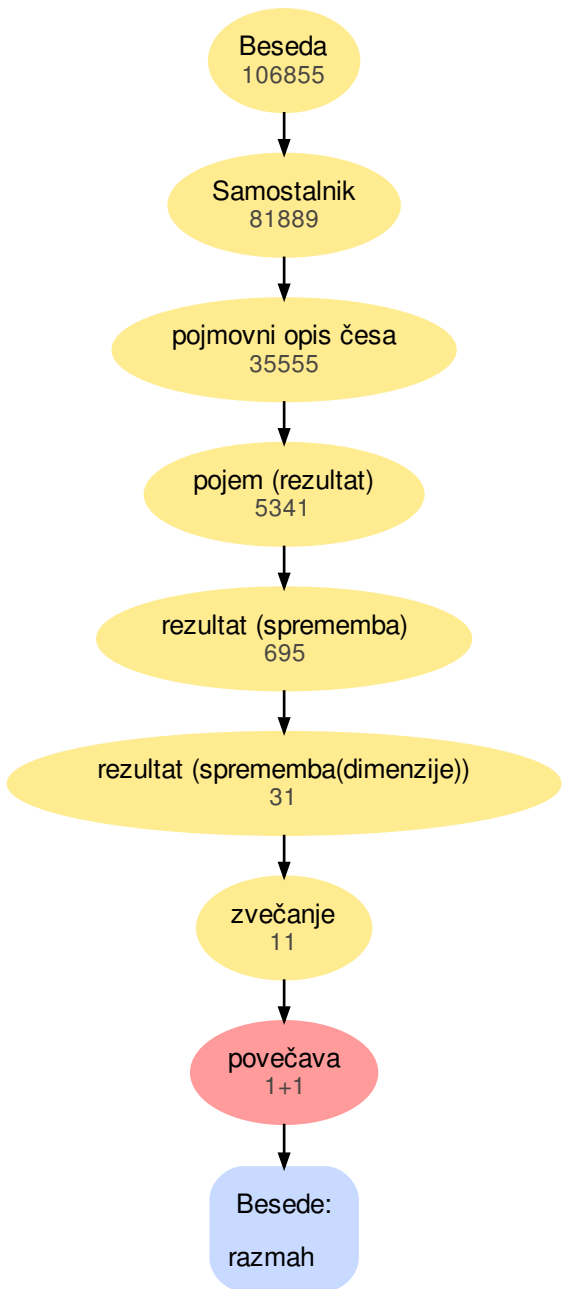 Beseda
106855
Samostalnik
81889
pojmovni opis česa
35555
pojem (rezultat)
5341
rezultat (sprememba)
695
rezultat (sprememba(dimenzije))
31
zvečanje
11
povečava
1+1
Besede:
razmah